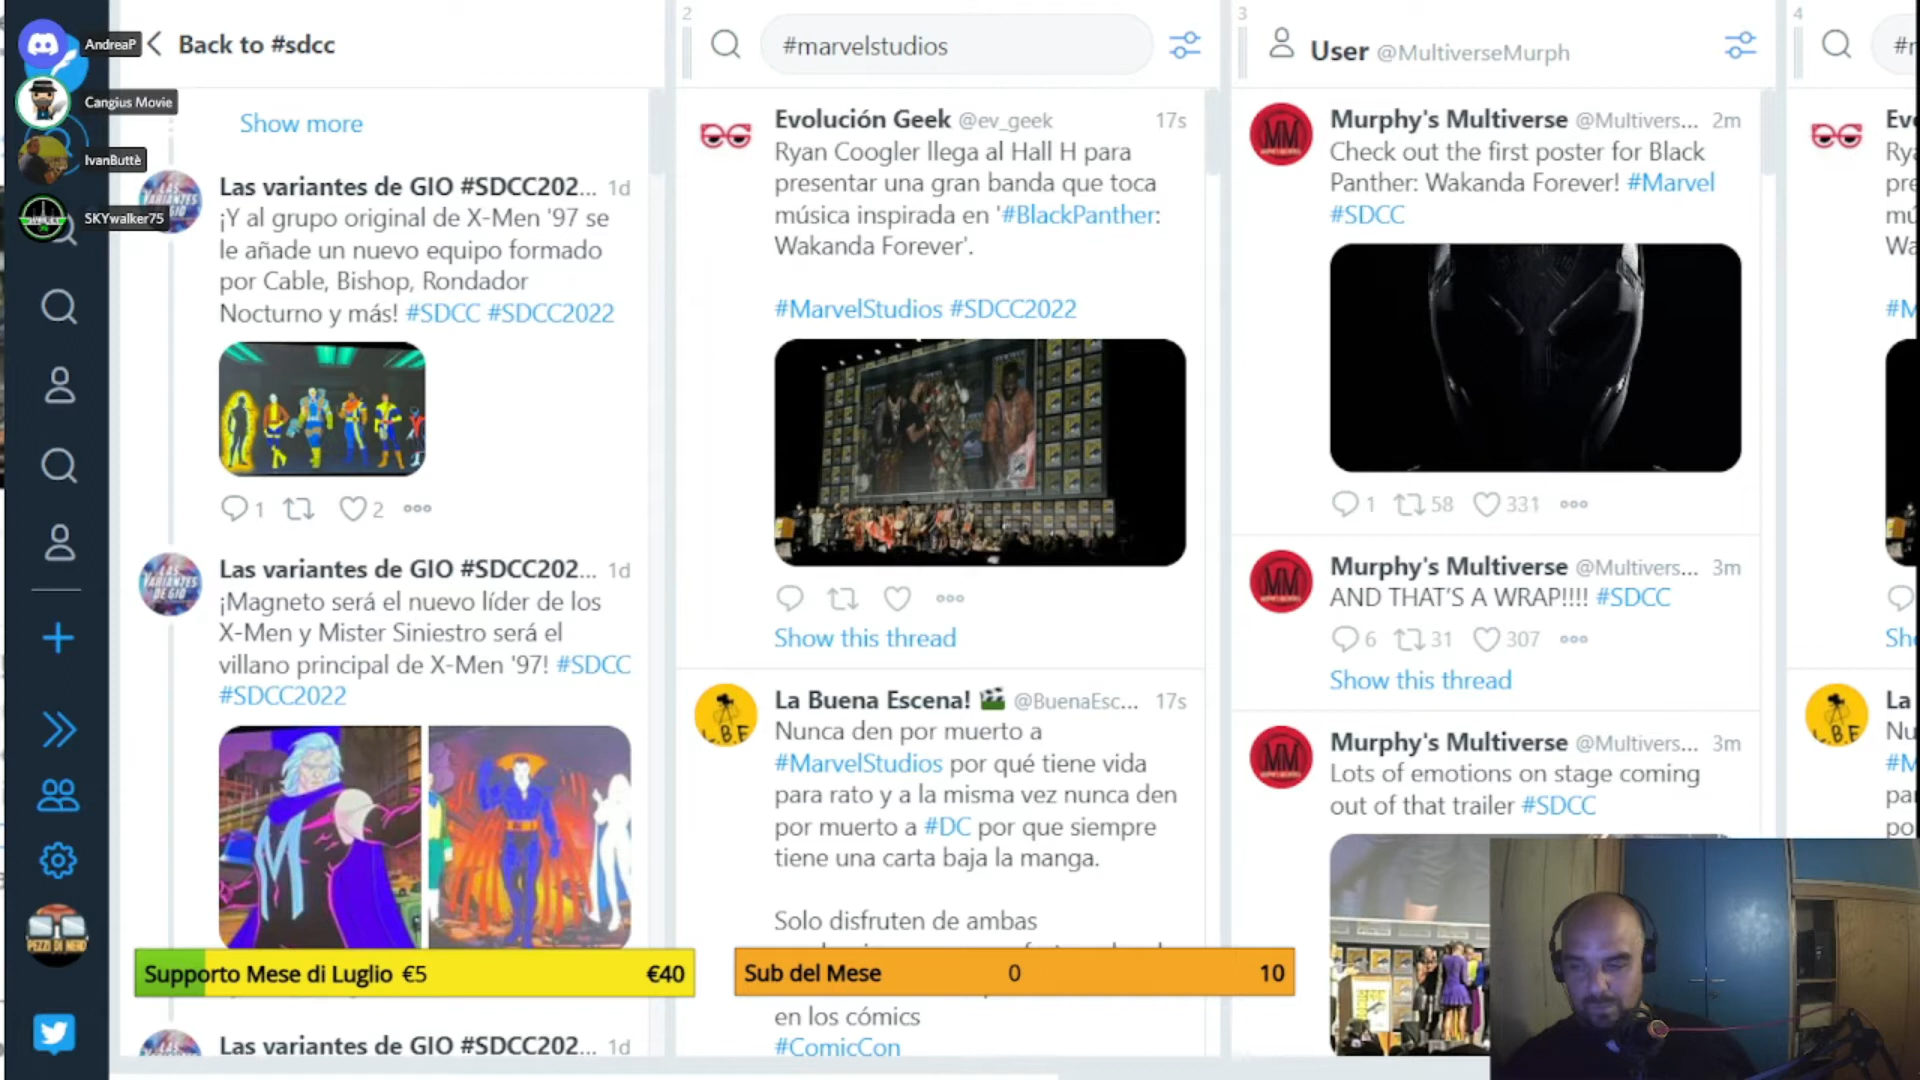 AndreaP
Cangius Movie
IvanButtè
SKYwalker75
PEZZI DI NERD
Back to #sdcc
Show more
Las variantes de GIO #SDCC202... 1d
¡Y al grupo original de X-Men '97 se
le añade un nuevo equipo formado
por Cable, Bishop, Rondador
Nocturno y más! #SDCC #SDCC2022
1 2
Las variantes de GIO #SDCC202... 1d
¡Magneto será el nuevo líder de los
X-Men y Mister Siniestro será el
villano principal de X-Men '97! #SDCC
#SDCC2022
Supporto Mese di Luglio €5 €40
Las variantes de GIO #SDCC202... 1d
2
#marvelstudios
Evolución Geek @ev_geek 17s
Ryan Coogler llega al Hall H para
presentar una gran banda que toca
música inspirada en '#BlackPanther:
Wakanda Forever'.
#MarvelStudios #SDCC2022
Show this thread
La Buena Escena! @BuenaEsc... 17s
Nunca den por muerto a
#MarvelStudios por qué tiene vida
para rato y a la misma vez nunca den
por muerto a #DC por que siempre
tiene una carta baja la manga.
Solo disfruten de ambas
Sub del Mese 0 10
en los cómics
#ComicCon
3
User @MultiverseMurph
Murphy's Multiverse @Multivers... 2m
Check out the first poster for Black
Panther: Wakanda Forever! #Marvel
#SDCC
1 58 331
Murphy's Multiverse @Multivers... 3m
AND THAT'S A WRAP!!!! #SDCC
6 31 307
Show this thread
Murphy's Multiverse @Multivers... 3m
Lots of emotions on stage coming
out of that trailer #SDCC
4